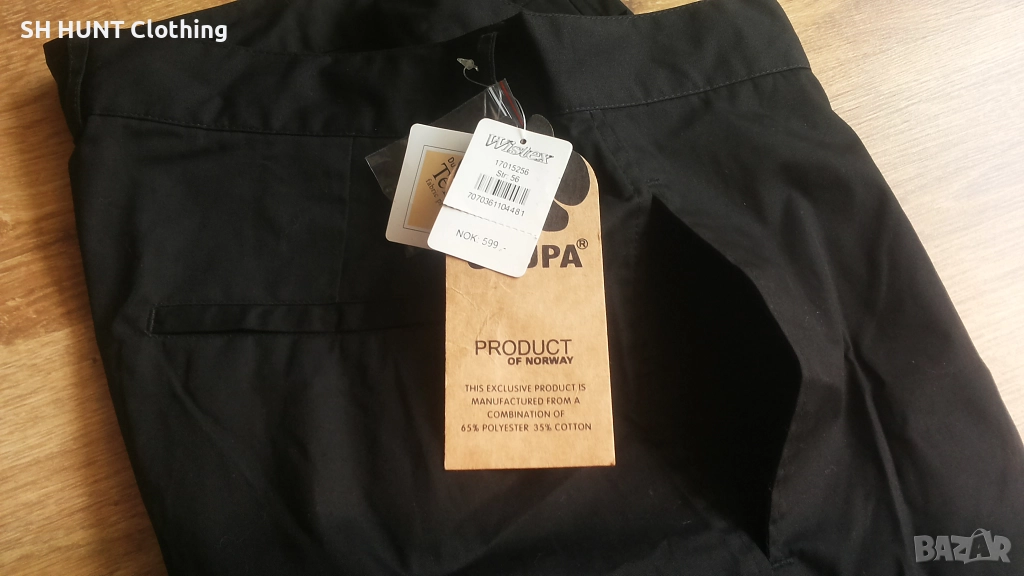 SH HUNT Clothing
17015256
Str: 56
7070361104481
NOK: 599,-
UPA®
PRODUCT
OF NORWAY
THIS EXCLUSIVE PRODUCT IS
MANUFACTURED FROM A
COMBINATION OF
65% POLYESTER 35% COTTON
BAZAR